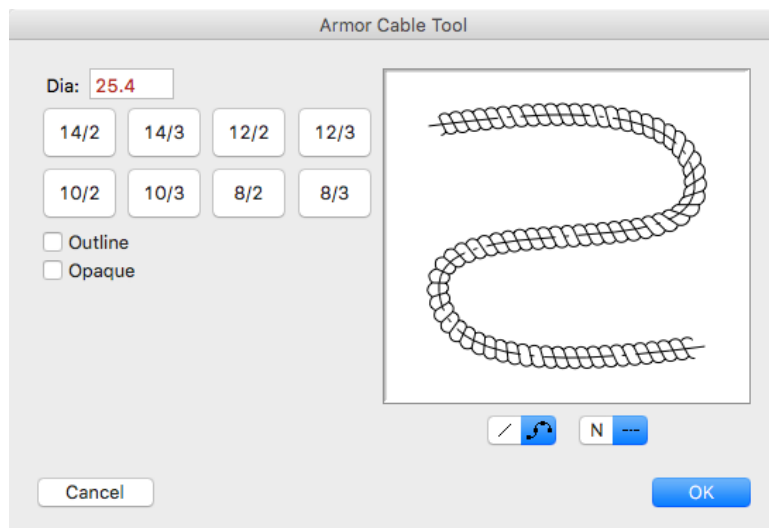 Armor Cable Tool
Dia: 25.4
14/2 14/3 12/2 12/3
10/2 10/3 8/2 8/3
Outline
Opaque
N
Cancel OK